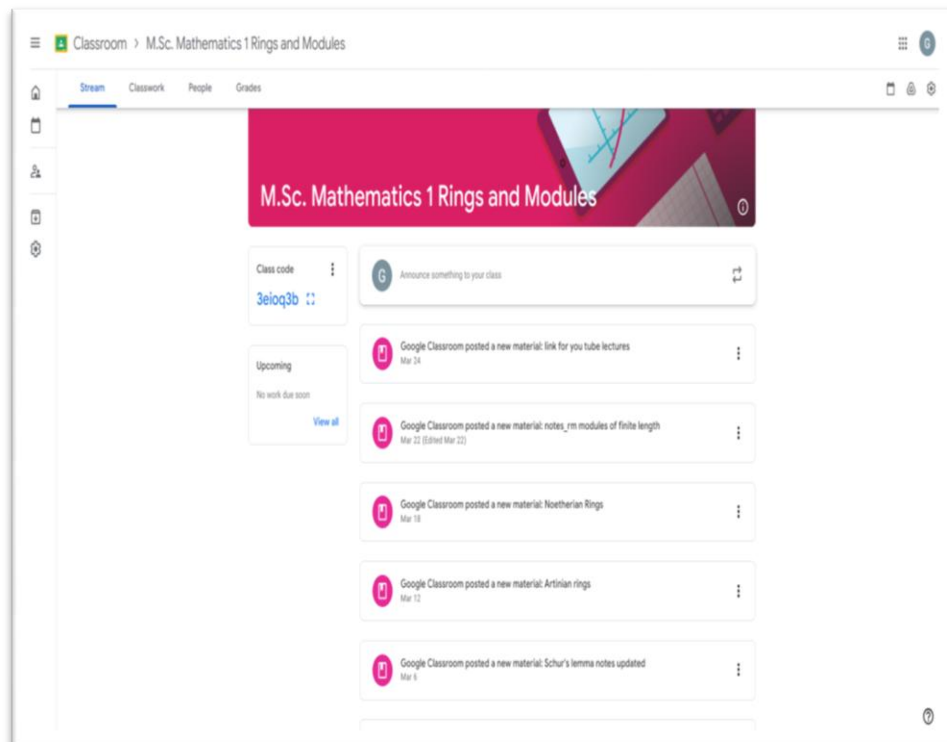 Classroom > M.Sc. Mathematics 1 Rings and Modules
G
Stream Classwork People Grades
M.Sc. Mathematics 1 Rings and Modules
Class code
3eioq3b
Upcoming
No work due soon
View all
G Announce something to your class
Google Classroom posted a new material: link for you tube lectures
Mar 24
Google Classroom posted a new material: notes_rm modules of finite length
Mar 22 (Edited Mar 22)
Google Classroom posted a new material: Noetherian Rings
Mar 18
Google Classroom posted a new material: Artinian rings
Mar 12
Google Classroom posted a new material: Schur's lemma notes updated
Mar 6